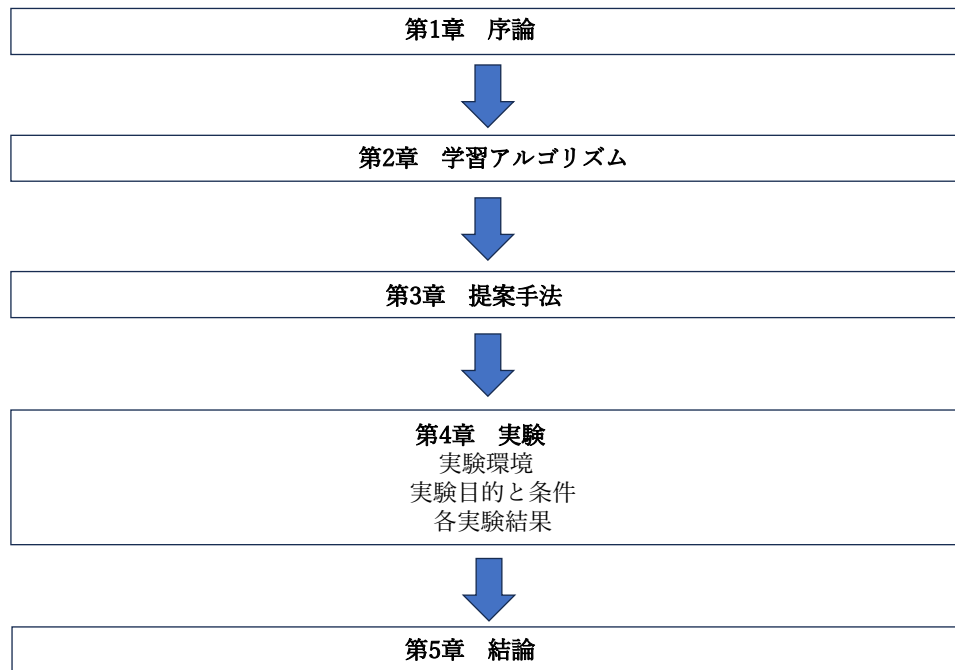 第1章　序論
第2章　学習アルゴリズム
第3章　提案手法
第4章　実験
実験環境
実験目的と条件
各実験結果
第5章　結論